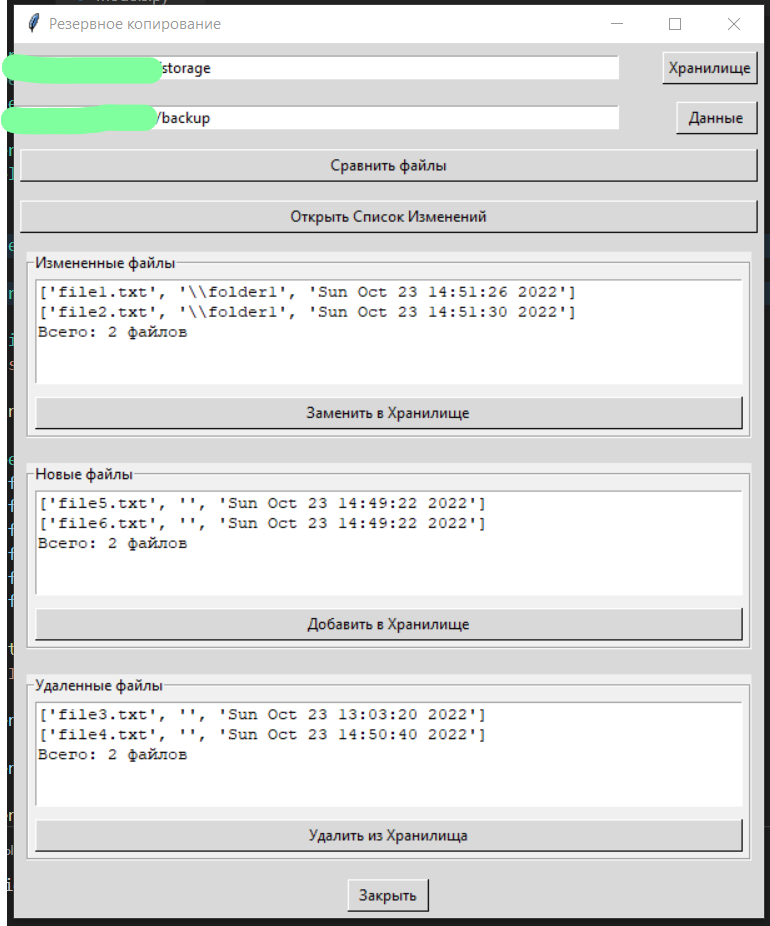 Резервное копирование
/storage
Хранилище
/backup
Данные
Сравнить файлы
Открыть Список Изменений
Измененные файлы
['file1.txt', '\\folder1', 'Sun Oct 23 14:51:26 2022']
['file2.txt', '\\folder1', 'Sun Oct 23 14:51:30 2022']
Всего: 2 файлов
Заменить в Хранилище
Новые файлы
['file5.txt', '', 'Sun Oct 23 14:49:22 2022']
['file6.txt', '', 'Sun Oct 23 14:49:22 2022']
Всего: 2 файлов
Добавить в Хранилище
Удаленные файлы
['file3.txt', '', 'Sun Oct 23 13:03:20 2022']
['file4.txt', '', 'Sun Oct 23 14:50:40 2022']
Всего: 2 файлов
Удалить из Хранилища
Закрыть